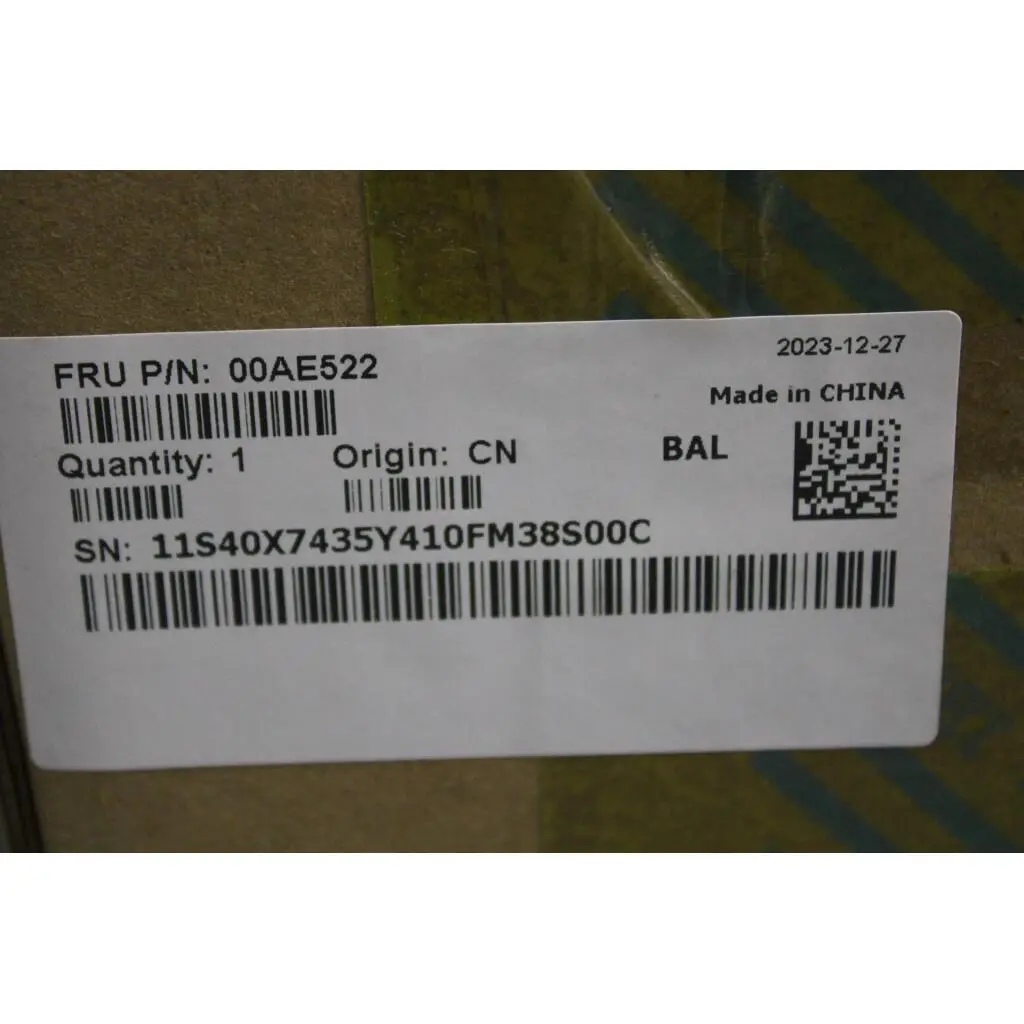 2023-12-27
FRU P/N: 00AE522
Made in CHINA
Quantity: 1 Origin: CN BAL
SN: 11S40X7435Y410FM38S00C